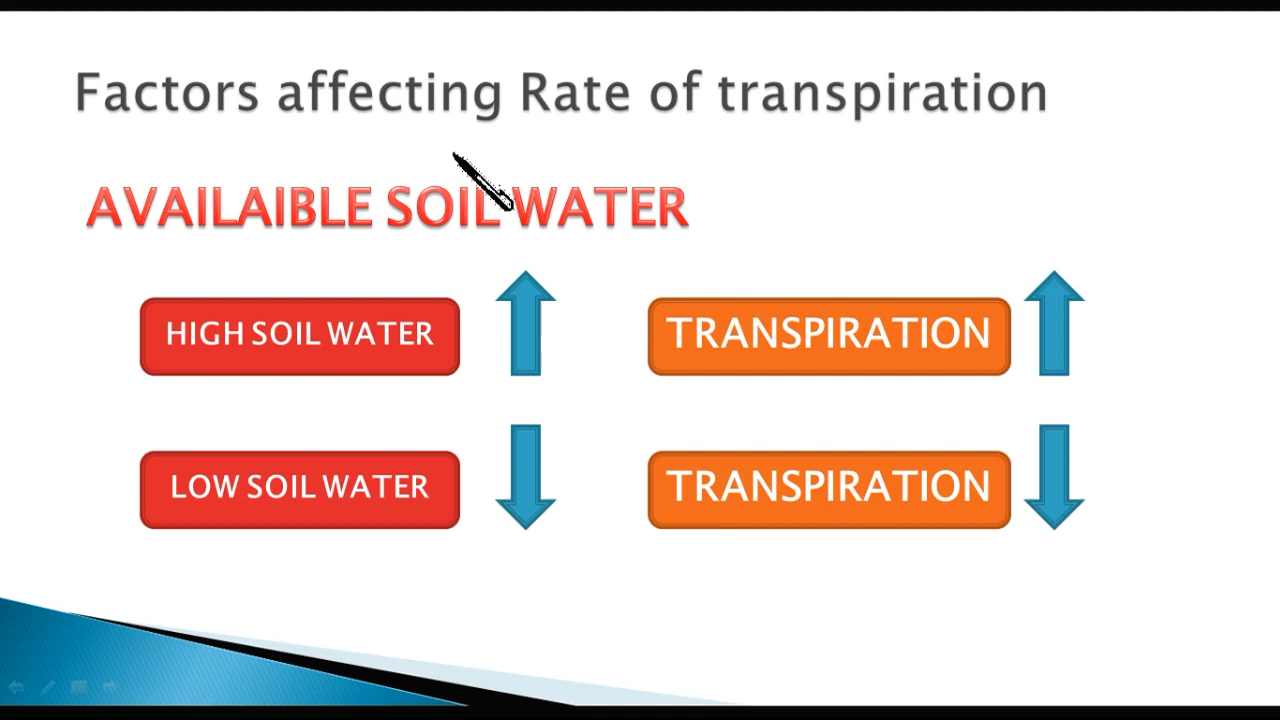 Factors affecting Rate of transpiration
AVAILAIBLE SOIL WATER
HIGH SOIL WATER
TRANSPIRATION
LOW SOIL WATER
TRANSPIRATION